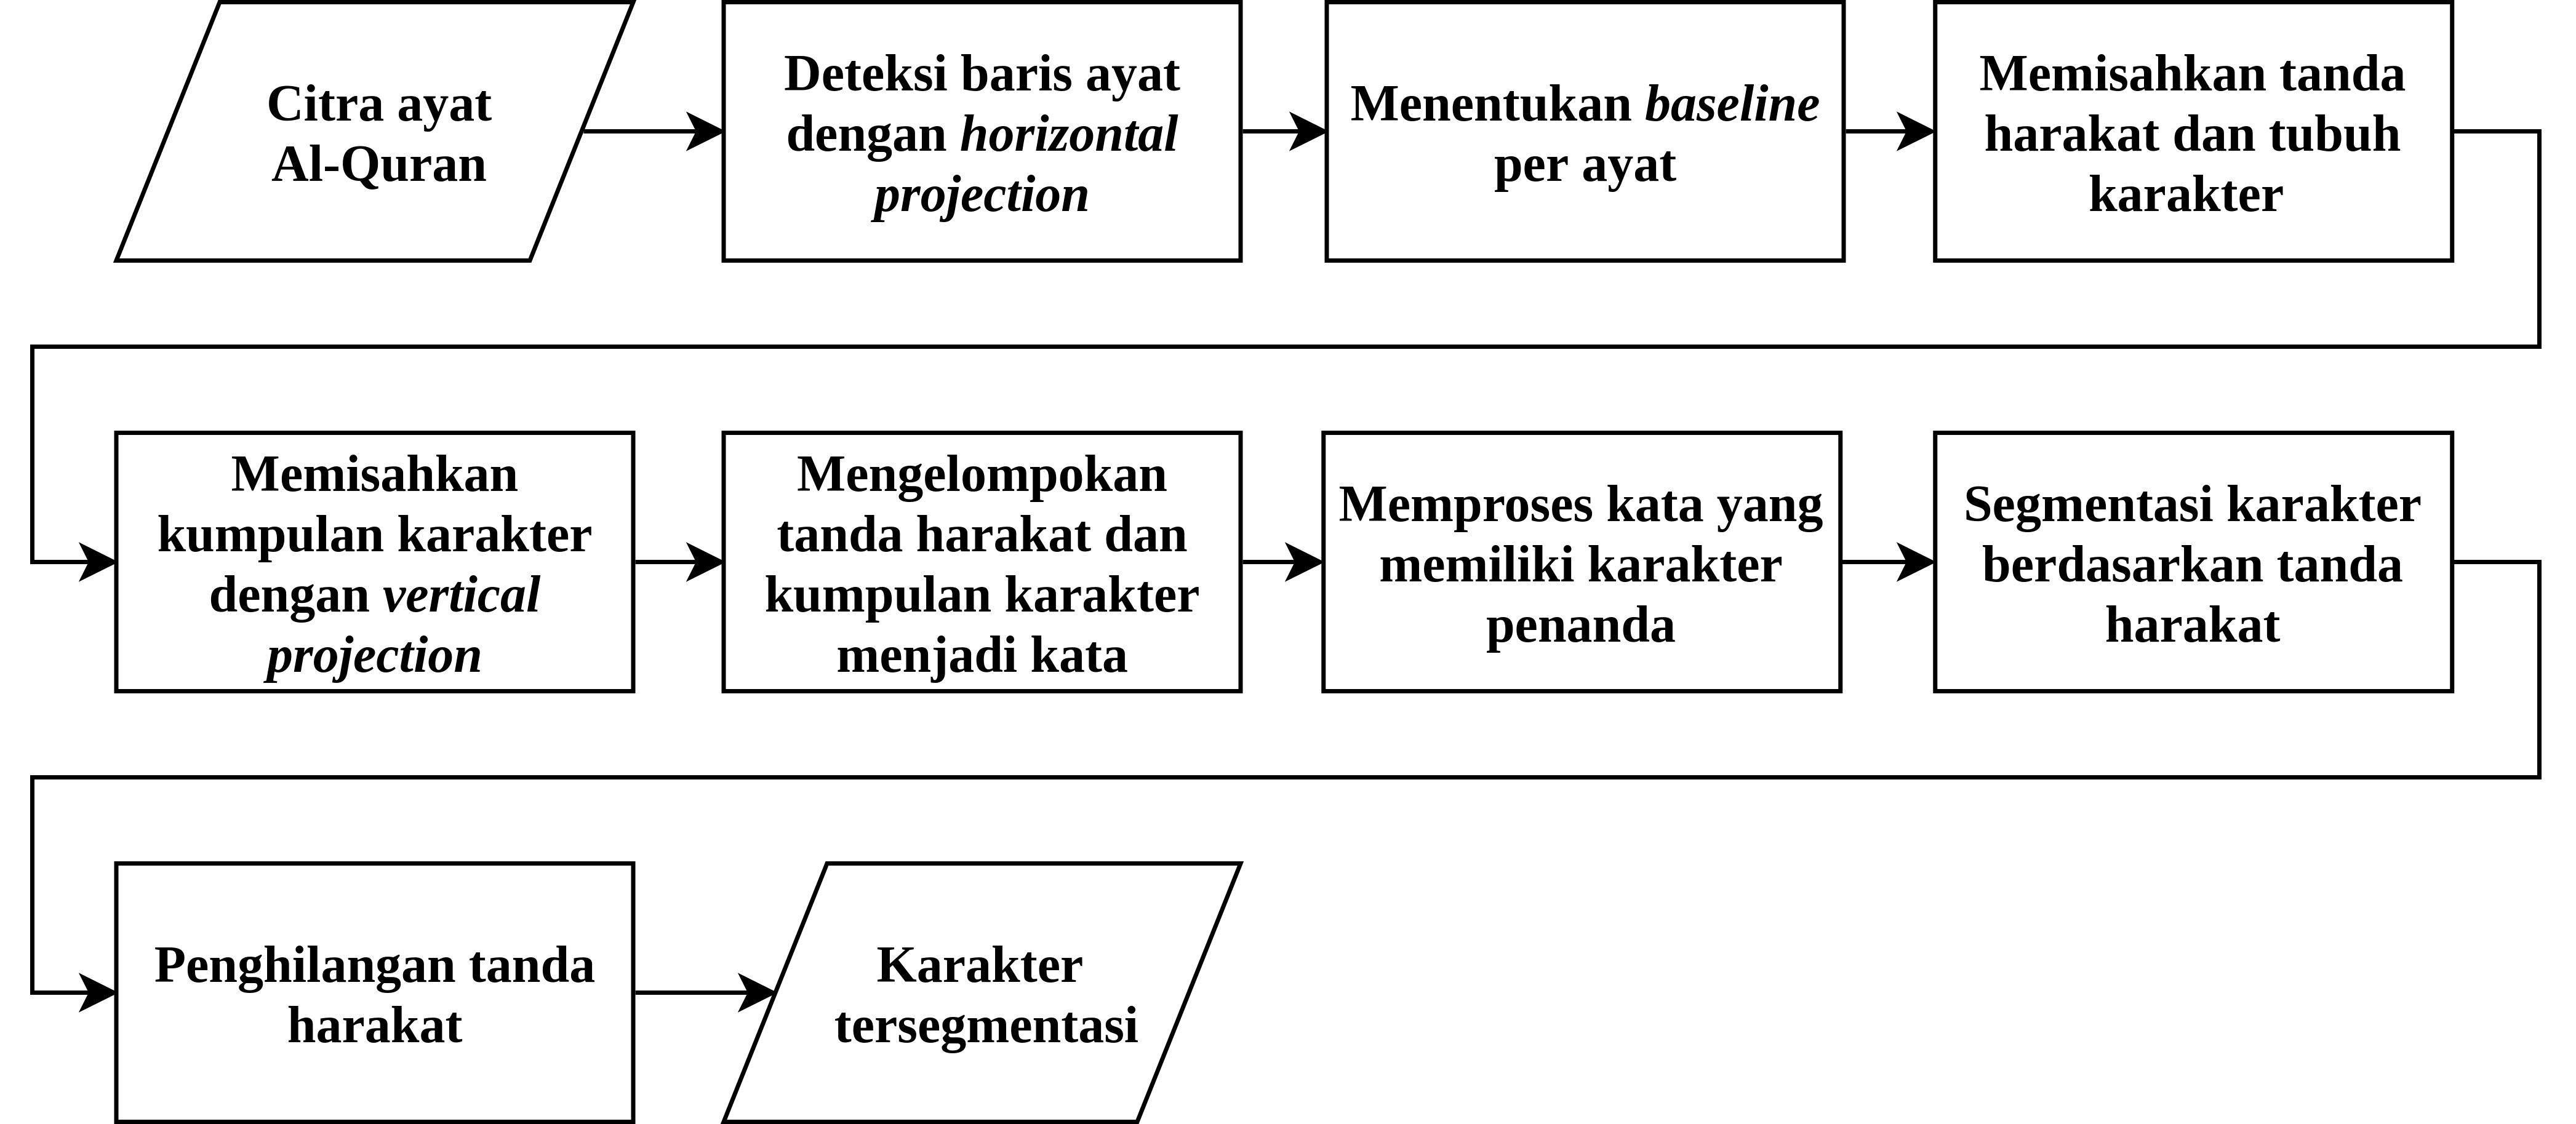 Citra ayat
Al-Quran
Deteksi baris ayat
dengan horizontal
projection
Menentukan baseline
per ayat
Memisahkan tanda
harakat dan tubuh
karakter
Memisahkan
kumpulan karakter
dengan vertical
projection
Mengelompokan
tanda harakat dan
kumpulan karakter
menjadi kata
Memproses kata yang
memiliki karakter
penanda
Segmentasi karakter
berdasarkan tanda
harakat
Penghilangan tanda
harakat
Karakter
tersegmentasi